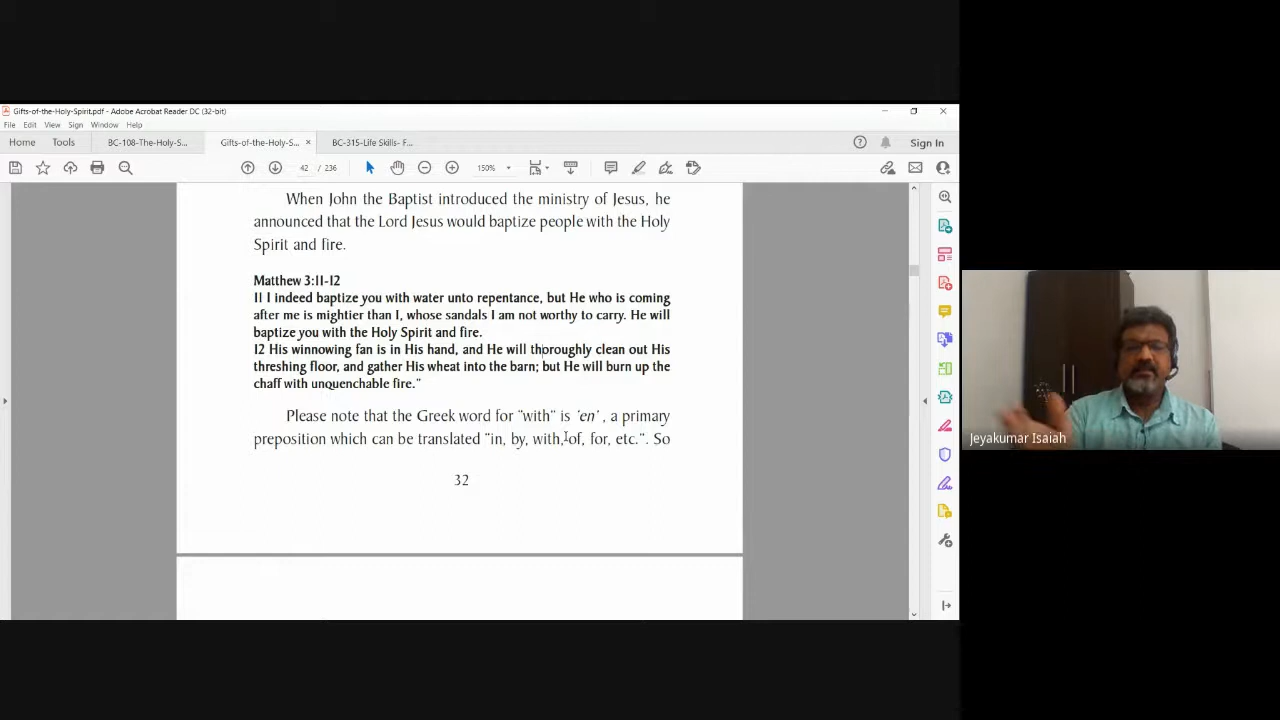 Gifts-of-the-Holy-Spirit.pdf - Adobe Acrobat Reader DC (32-bit)
File Edit View Sign Window Help
Home Tools BC-108-The-Holy-S... Gifts-of-the-Holy-S... × BC-315-Life Skills- F... Sign In
42 / 236 150%
When John the Baptist introduced the ministry of Jesus, he
announced that the Lord Jesus would baptize people with the Holy
Spirit and fire.
Matthew 3:11-12
11 I indeed baptize you with water unto repentance, but He who is coming
after me is mightier than I, whose sandals I am not worthy to carry. He will
baptize you with the Holy Spirit and fire.
12 His winnowing fan is in His hand, and He will thoroughly clean out His
threshing floor, and gather His wheat into the barn; but He will burn up the
chaff with unquenchable fire."
Please note that the Greek word for "with" is 'en', a primary
preposition which can be translated "in, by, with, of, for, etc.". So
32
Jeyakumar Isaiah